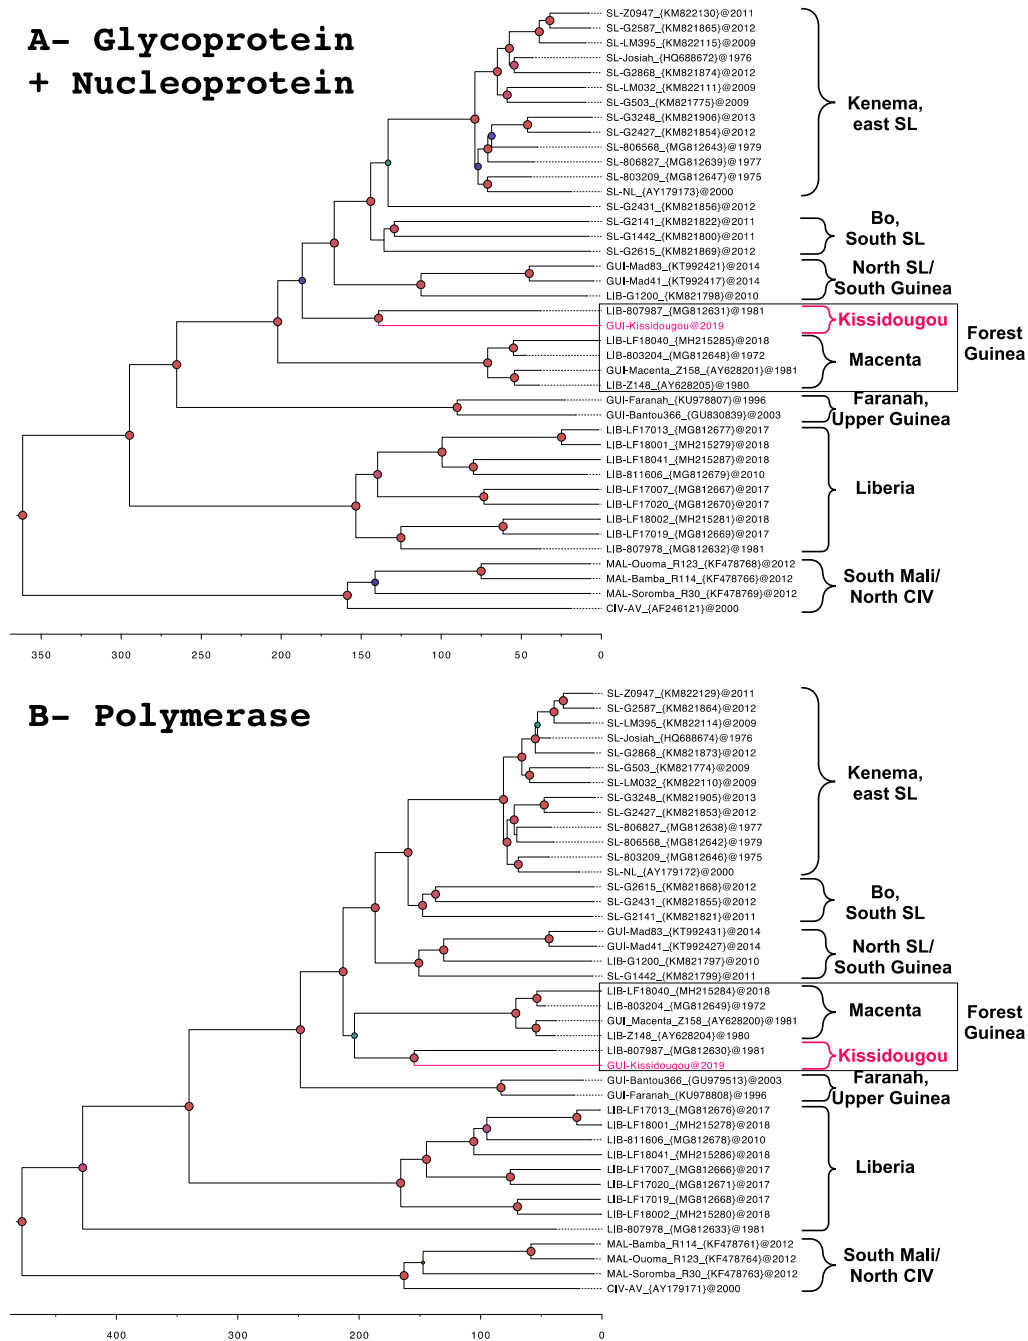 A- Glycoprotein
+ Nucleoprotein
SL-Z0947_{KM822130}@2011
SL-G2587_{KM821865}@2012
SL-LM395_{KM822115}@2009
SL-Josiah_{HQ688672}@1976
SL-G2868_{KM821874}@2012
SL-LM032_{KM822111}@2009
SL-G503_{KM821775}@2009
SL-G3248_{KM821906}@2013
SL-G2427_{KM821854}@2012
SL-806568_{MG812643}@1979
SL-806827_{MG812639}@1977
SL-803209_{MG812647}@1975
SL-NL_{AY179173}@2000
Kenema,
east SL
SL-G2431_{KM821856}@2012
SL-G2141_{KM821822}@2011
SL-G1442_{KM821800}@2011
SL-G2615_{KM821869}@2012
Bo,
South SL
GUI-Mad83_{KT992421}@2014
GUI-Mad41_{KT992417}@2014
LIB-G1200_{KM821798}@2010
North SL/
South Guinea
LIB-807987_{MG812631}@1981
GUI-Kissidougou@2019
Kissidougou
LIB-LF18040_{MH215285}@2018
LIB-803204_{MG812648}@1972
GUI-Macenta_Z158_{AY628201}@1981
LIB-Z148_{AY628205}@1980
Macenta
Forest
Guinea
GUI-Faranah_{KU978807}@1996
GUI-Bantou366_{GU830839}@2003
Faranah,
Upper Guinea
LIB-LF17013_{MG812677}@2017
LIB-LF18001_{MH215279}@2018
LIB-LF18041_{MH215287}@2018
LIB-811606_{MG812679}@2010
LIB-LF17007_{MG812667}@2017
LIB-LF17020_{MG812670}@2017
LIB-LF18002_{MH215281}@2018
LIB-LF17019_{MG812669}@2017
LIB-807978_{MG812632}@1981
Liberia
MAL-Ouoma_R123_{KF478768}@2012
MAL-Bamba_R114_{KF478766}@2012
MAL-Soromba_R30_{KF478769}@2012
CIV-AV_{AF246121}@2000
South Mali/
North CIV
350 300 250 200 150 100 50 0
B- Polymerase
SL-Z0947_{KM822129}@2011
SL-G2587_{KM821864}@2012
SL-LM395_{KM822114}@2009
SL-Josiah_{HQ688674}@1976
SL-G2868_{KM821873}@2012
SL-G503_{KM821774}@2009
SL-LM032_{KM822110}@2009
SL-G3248_{KM821905}@2013
SL-G2427_{KM821853}@2012
SL-806827_{MG812638}@1977
SL-806568_{MG812642}@1979
SL-803209_{MG812646}@1975
SL-NL_{AY179172}@2000
Kenema,
east SL
SL-G2615_{KM821868}@2012
SL-G2431_{KM821855}@2012
SL-G2141_{KM821821}@2011
Bo,
South SL
GUI-Mad83_{KT992431}@2014
GUI-Mad41_{KT992427}@2014
LIB-G1200_{KM821797}@2010
SL-G1442_{KM821799}@2011
North SL/
South Guinea
LIB-LF18040_{MH215284}@2018
LIB-803204_{MG812649}@1972
GUI_Macenta_Z158_{AY628200}@1981
LIB-Z148_{AY628204}@1980
Macenta
LIB-807987_{MG812630}@1981
GUI-Kissidougou@2019
Kissidougou
Forest
Guinea
GUI-Bantou366_{GU979513}@2003
GUI-Faranah_{KU978808}@1996
Faranah,
Upper Guinea
LIB-LF17013_{MG812676}@2017
LIB-LF18001_{MH215278}@2018
LIB-811606_{MG812678}@2010
LIB-LF18041_{MH215286}@2018
LIB-LF17007_{MG812666}@2017
LIB-LF17020_{MG812671}@2017
LIB-LF17019_{MG812668}@2017
LIB-LF18002_{MH215280}@2018
LIB-807978_{MG812633}@1981
Liberia
MAL-Bamba_R114_{KF478761}@2012
MAL-Ouoma_R123_{KF478764}@2012
MAL-Soromba_R30_{KF478763}@2012
CIV-AV_{AY179171}@2000
South Mali/
North CIV
400 300 200 100 0